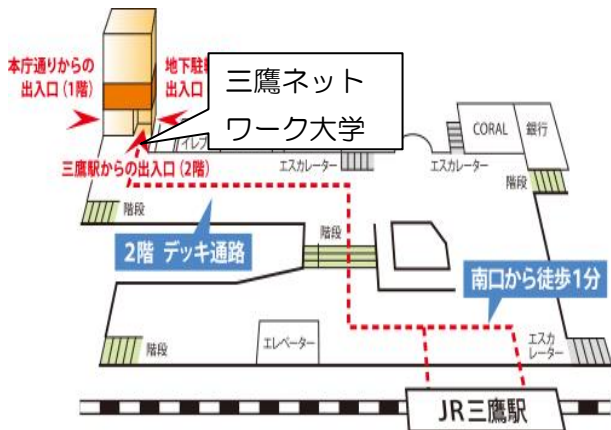 本庁通りからの
出入口(1階)
地下駐
出入口
三鷹ネット
ワーク大学
三鷹駅からの出入口(2階)
イレブ
エスカレーター
エスカレーター
CORAL
銀行
階段
階段
2階 デッキ通路
階段
南口から徒歩1分
階段
エレベーター
エスカ
レーター
JR三鷹駅